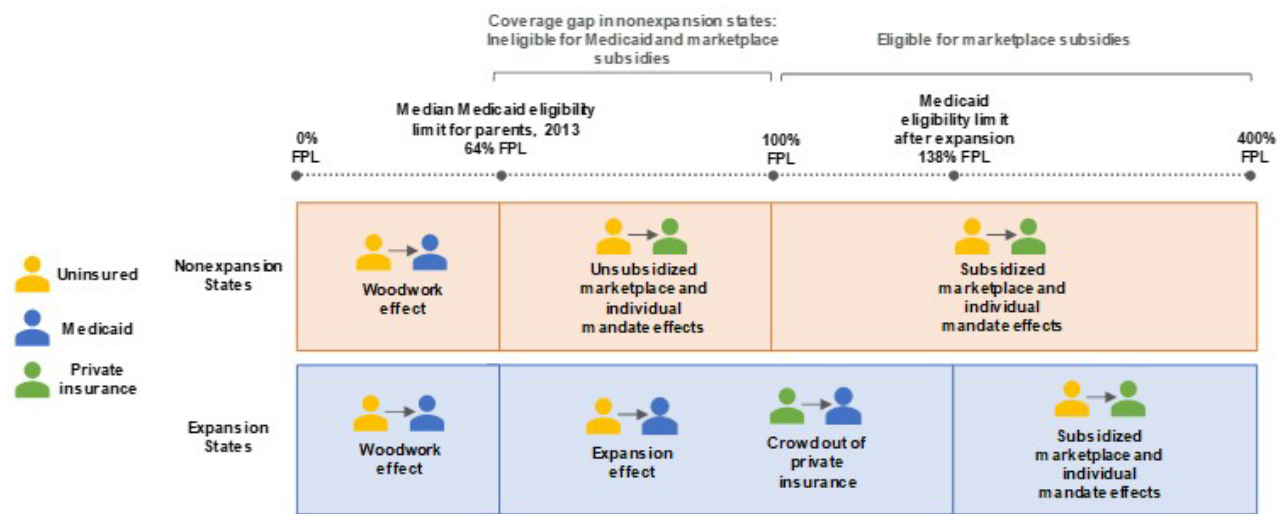 Coverage gap in nonexpansion states:
Ineligible for Medicaid and marketplace
subsidies
Eligible for marketplace subsidies
0%
FPL
Median Medicaid eligibility
limit for parents, 2013
64% FPL
100%
FPL
Medicaid
eligibility limit
after expansion
138% FPL
400%
FPL
Uninsured
Medicaid
Private
insurance
Nonexpansion
States
Woodwork
effect
Unsubsidized
marketplace and
individual
mandate effects
Subsidized
marketplace and
individual
mandate effects
Expansion
States
Woodwork
effect
Expansion
effect
Crowd out of
private
insurance
Subsidized
marketplace and
individual
mandate effects